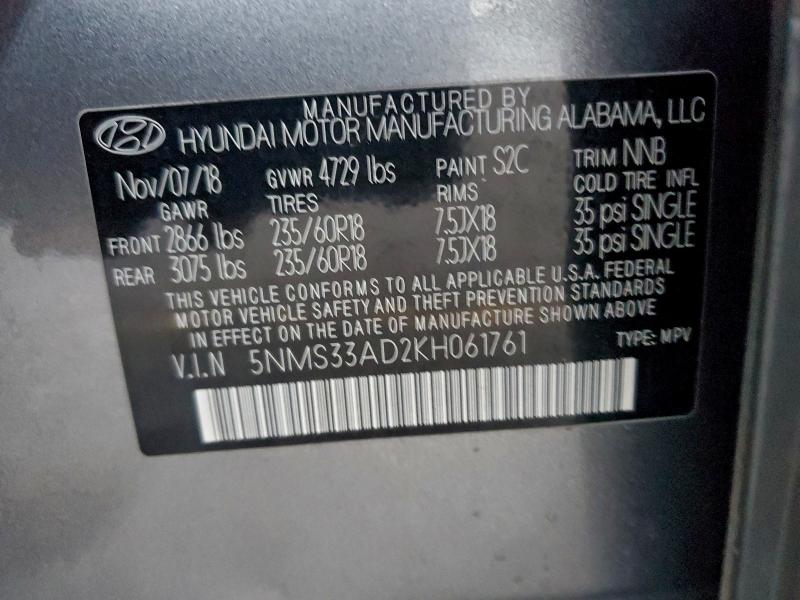 MANUFACTURED BY
HYUNDAI MOTOR MANUFACTURING ALABAMA, LLC
Nov/07/18 GVWR 4729 lbs PAINT S2C TRIM NNB
GAWR TIRES RIMS COLD TIRE INFL
FRONT 2866 lbs 235/60R18 7.5JX18 35 psi SINGLE
REAR 3075 lbs 235/60R18 7.5JX18 35 psi SINGLE
THIS VEHICLE CONFORMS TO ALL APPLICABLE U.S.A. FEDERAL
MOTOR VEHICLE SAFETY AND THEFT PREVENTION STANDARDS
IN EFFECT ON THE DATE OF MANUFACTURE SHOWN ABOVE
V.I.N 5NMS33AD2KH061761 TYPE: MPV